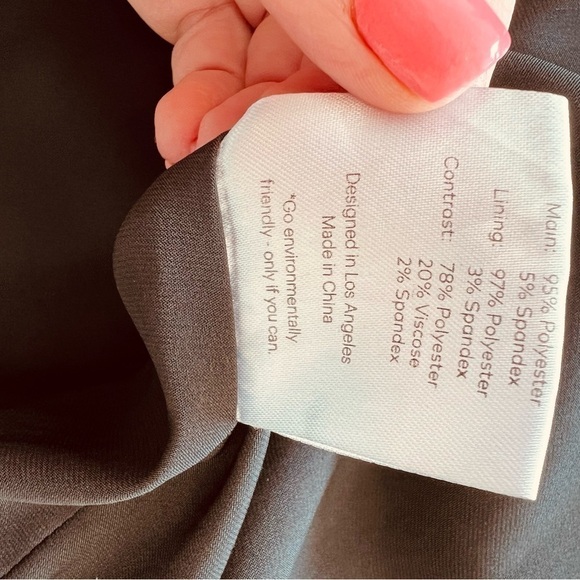 Main: 95% Polyester
5% Spandex
Lining: 97% Polyester
3% Spandex
Contrast: 78% Polyester
20% Viscose
2% Spandex
Designed in Los Angeles
Made in China
*Go environmentally
friendly - only if you can.